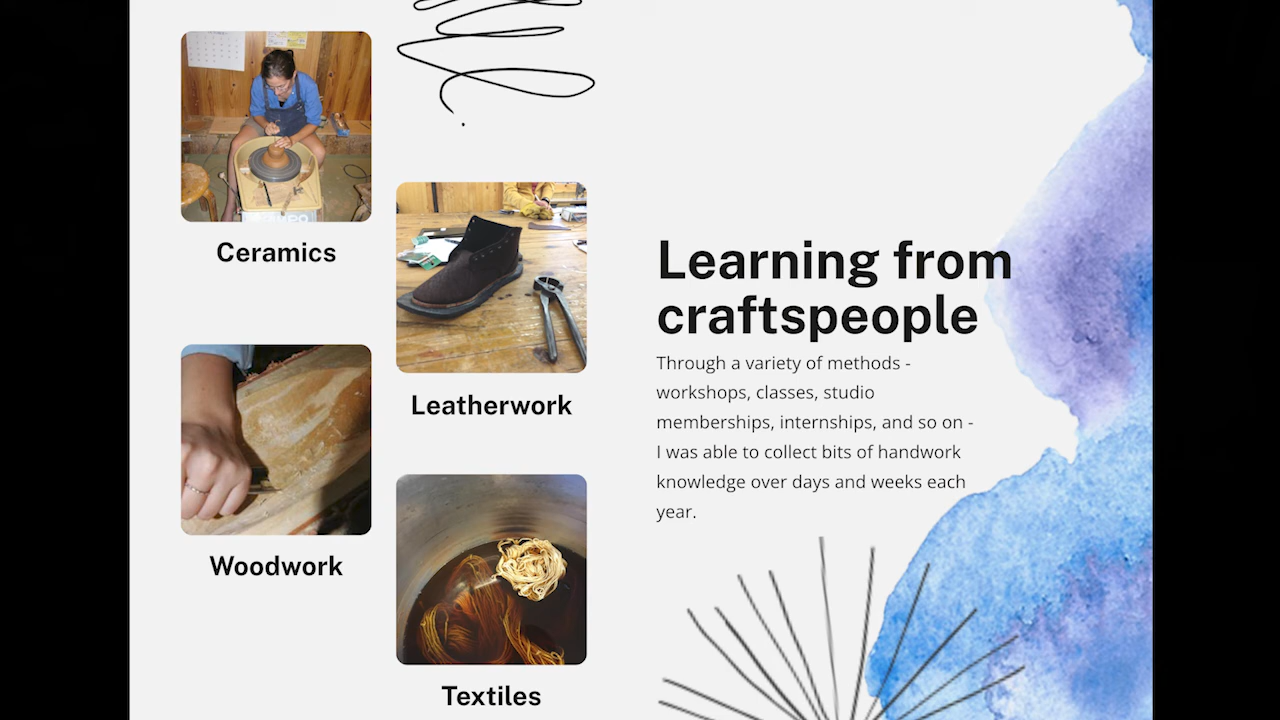 Ceramics
Leatherwork
Woodwork
Textiles
Learning from
craftspeople
Through a variety of methods -
workshops, classes, studio
memberships, internships, and so on -
I was able to collect bits of handwork
knowledge over days and weeks each
year.